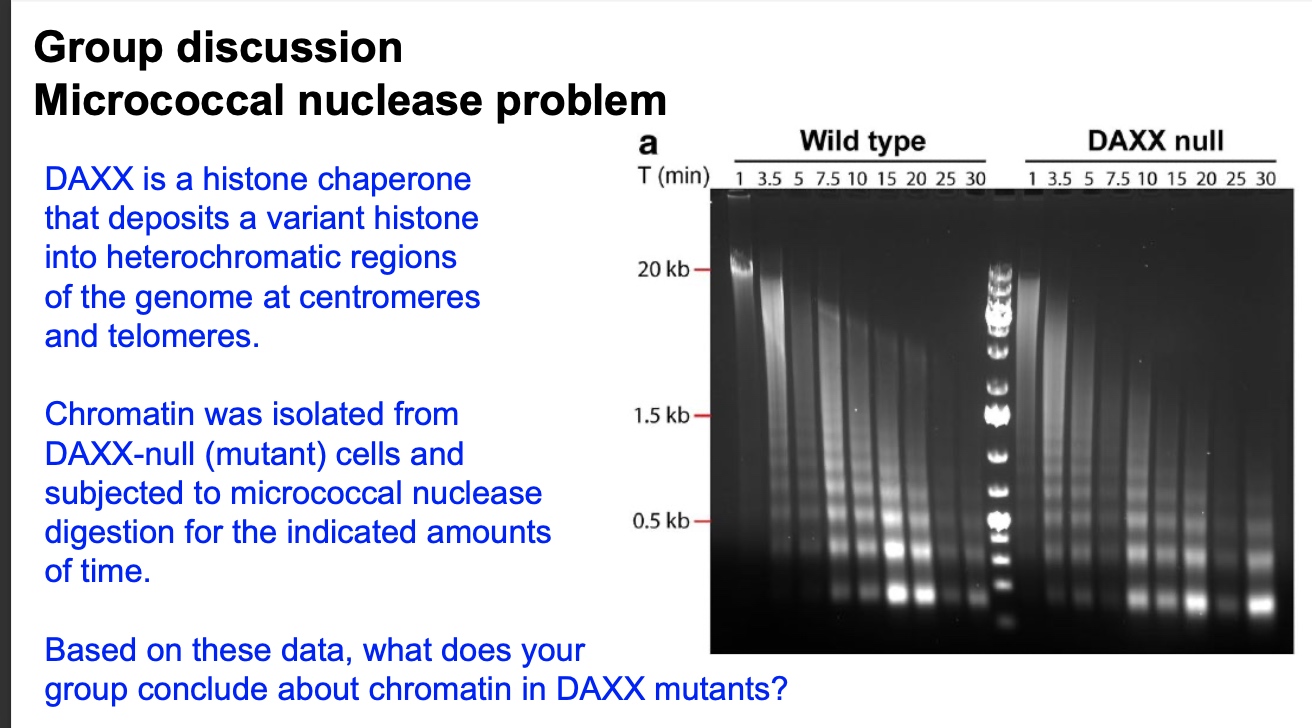 Group discussion
Micrococcal nuclease problem
DAXX is a histone chaperone
that deposits a variant histone
into heterochromatic regions
of the genome at centromeres
and telomeres.
Chromatin was isolated from
DAXX-null (mutant) cells and
subjected to micrococcal nuclease
digestion for the indicated amounts
of time.
Based on these data, what does your
group conclude about chromatin in DAXX mutants?
a
Wild type
DAXX null
T (min) 1 3.5 5 7.5 10 15 20 25 30 1 3.5 5 7.5 10 15 20 25 30
20 kb
1.5 kb
0.5 kb